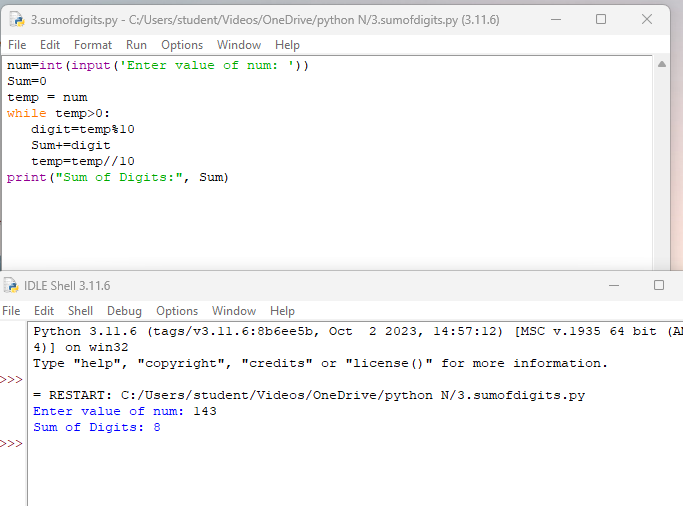 3.sumofdigits.py - C:/Users/student/Videos/OneDrive/python N/3.sumofdigits.py (3.11.6)
File Edit Format Run Options Window Help
num=int(input('Enter value of num: '))
Sum=0
temp = num
while temp>0:
   digit=temp%10
   Sum+=digit
   temp=temp//10
print("Sum of Digits:", Sum)
IDLE Shell 3.11.6
File Edit Shell Debug Options Window Help
Python 3.11.6 (tags/v3.11.6:8b6ee5b, Oct  2 2023, 14:57:12) [MSC v.1935 64 bit (AM
4)] on win32
Type "help", "copyright", "credits" or "license()" for more information.
>>>
= RESTART: C:/Users/student/Videos/OneDrive/python N/3.sumofdigits.py
Enter value of num: 143
Sum of Digits: 8
>>>